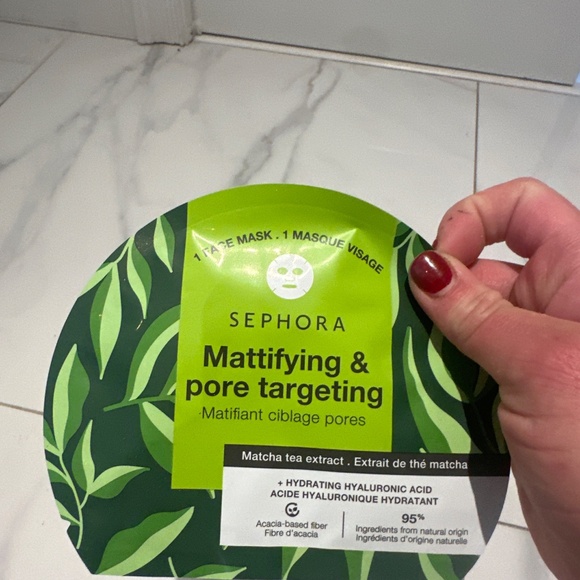 1 FACE MASK . 1 MASQUE VISAGE
SEPHORA
Mattifying &
pore targeting
Matifiant ciblage pores
Matcha tea extract . Extrait de thé matcha
+ HYDRATING HYALURONIC ACID
ACIDE HYALURONIQUE HYDRATANT
Acacia-based fiber
Fibre d'acacia
95%
Ingredients from natural origin
Ingrédients d'origine naturelle